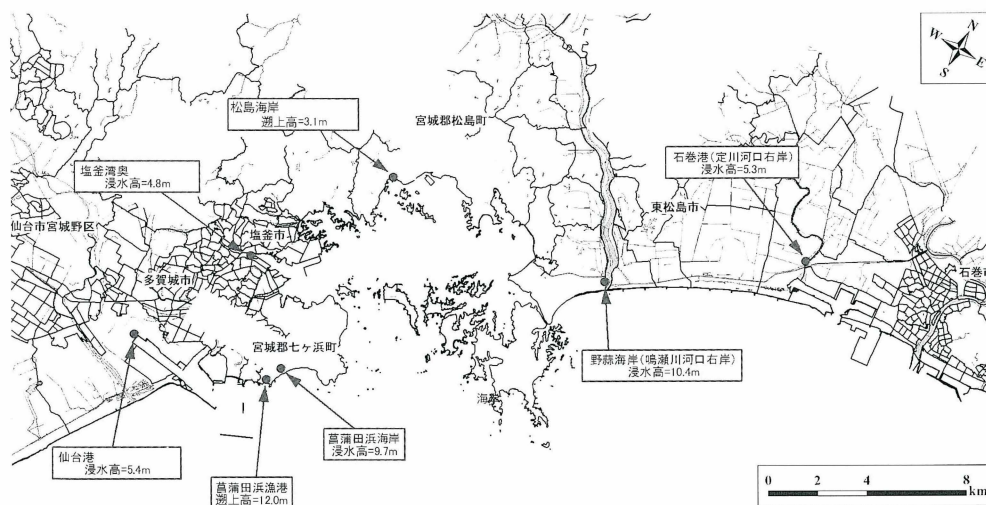 N
W
E
S
松島海岸
遡上高=3.1m
宮城郡松島町
石巻港(定川河口右岸)
浸水高=5.3m
塩釜湾奥
浸水高=4.8m
東松島市
仙台市宮城野区
塩釜市
多賀城市
石巻市
宮城郡七ヶ浜町
野蒜海岸(鳴瀬川河口右岸)
浸水高=10.4m
海
菖蒲田浜海岸
浸水高=9.7m
仙台港
浸水高=5.4m
菖蒲田浜漁港
遡上高=12.0m
0 2 4 8
km